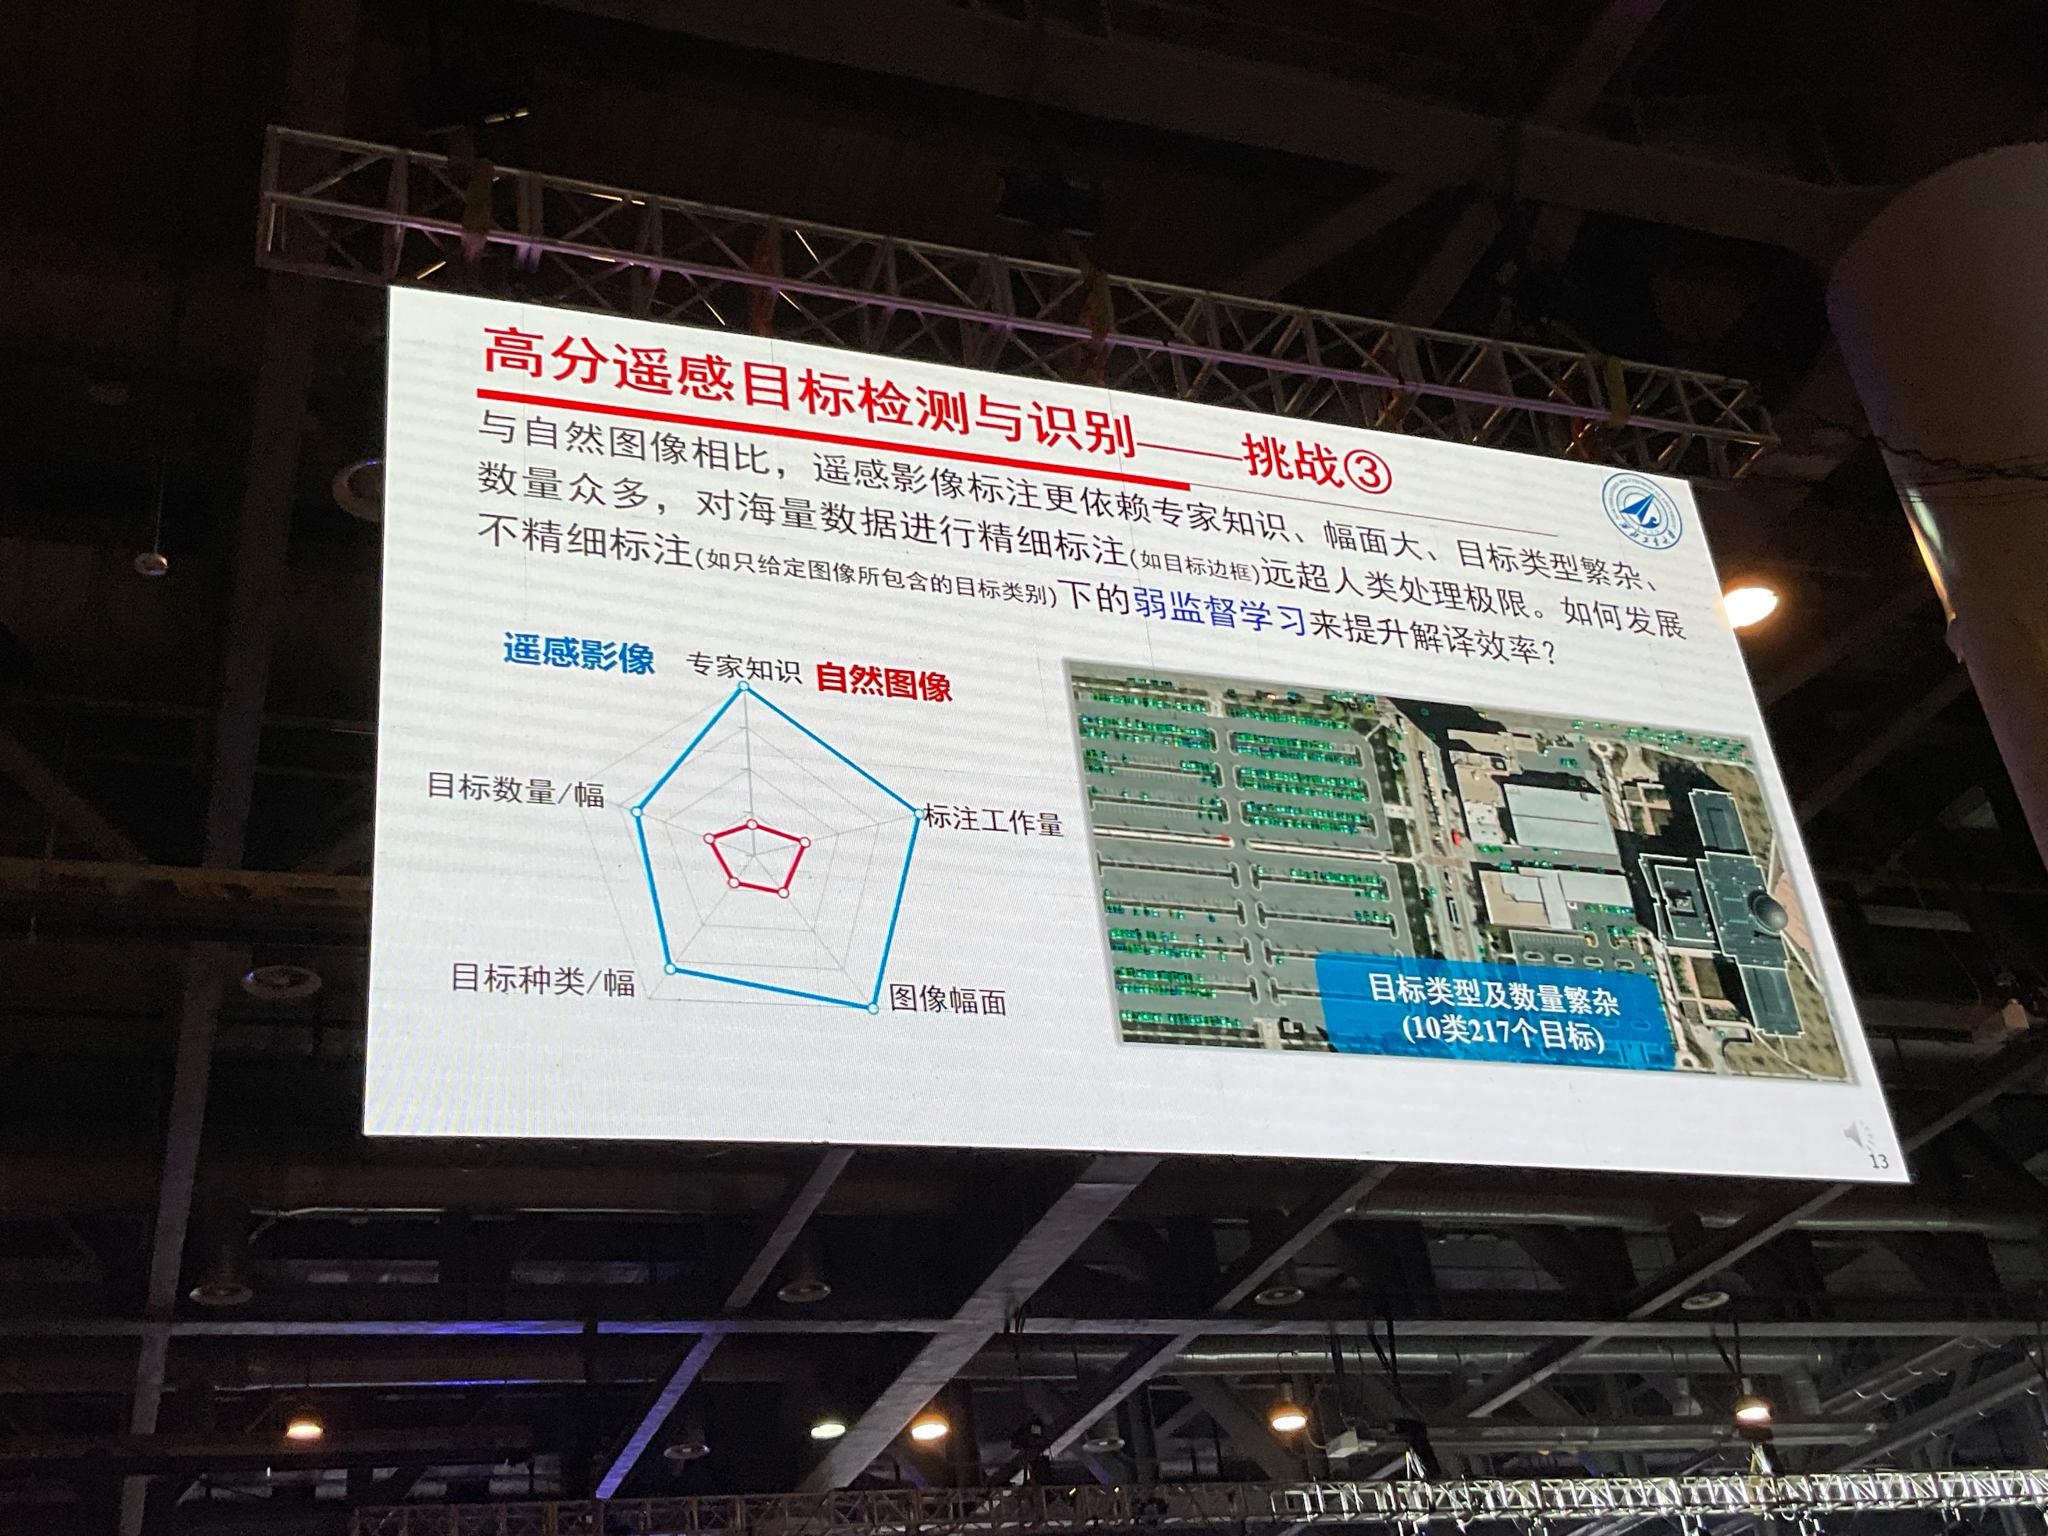 高分遥感目标检测与识别——挑战③
与自然图像相比，遥感影像标注更依赖专家知识、幅面大、目标类型繁杂、
数量众多，对海量数据进行精细标注(如目标边框)远超人类处理极限。如何发展
不精细标注(如只给定图像所包含的目标类别)下的弱监督学习来提升解译效率？
遥感影像
专家知识
自然图像
目标数量/幅
标注工作量
目标种类/幅
图像幅面
目标类型及数量繁杂
(10类217个目标)
13